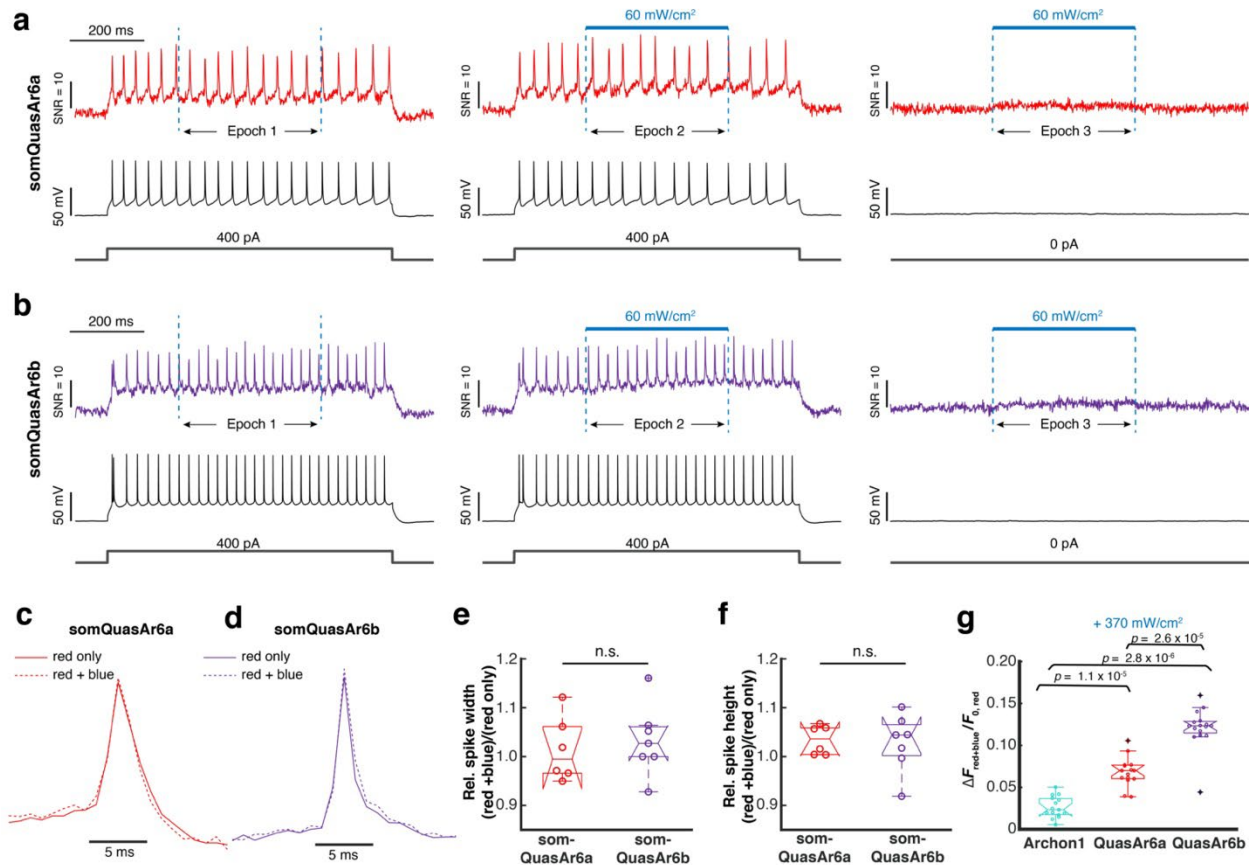 a
60 mW/cm²
60 mW/cm²
200 ms
somQuasAr6a
SNR = 10
SNR = 10
SNR = 10
Epoch 1
Epoch 2
Epoch 3
50 mV
50 mV
50 mV
400 pA
400 pA
0 pA
b
60 mW/cm²
60 mW/cm²
200 ms
somQuasAr6b
SNR = 10
SNR = 10
SNR = 10
Epoch 1
Epoch 2
Epoch 3
50 mV
50 mV
50 mV
400 pA
400 pA
0 pA
c
somQuasAr6a
red only
red + blue
5 ms
d
somQuasAr6b
red only
red + blue
5 ms
e
n.s.
Rel. spike width
(red +blue)/(red only)
1.2
1.1
1.0
0.9
som-
QuasAr6a
som-
QuasAr6b
f
n.s.
Rel. spike height
(red +blue)/(red only)
1.2
1.1
1.0
0.9
som-
QuasAr6a
som-
QuasAr6b
g
+ 370 mW/cm²
p = 2.6 x 10⁻⁵
p = 2.8 x 10⁻⁶
p = 1.1 x 10⁻⁵
ΔF red+blue /F 0, red
0.20
0.15
0.10
0.05
0
Archon1
QuasAr6a
QuasAr6b